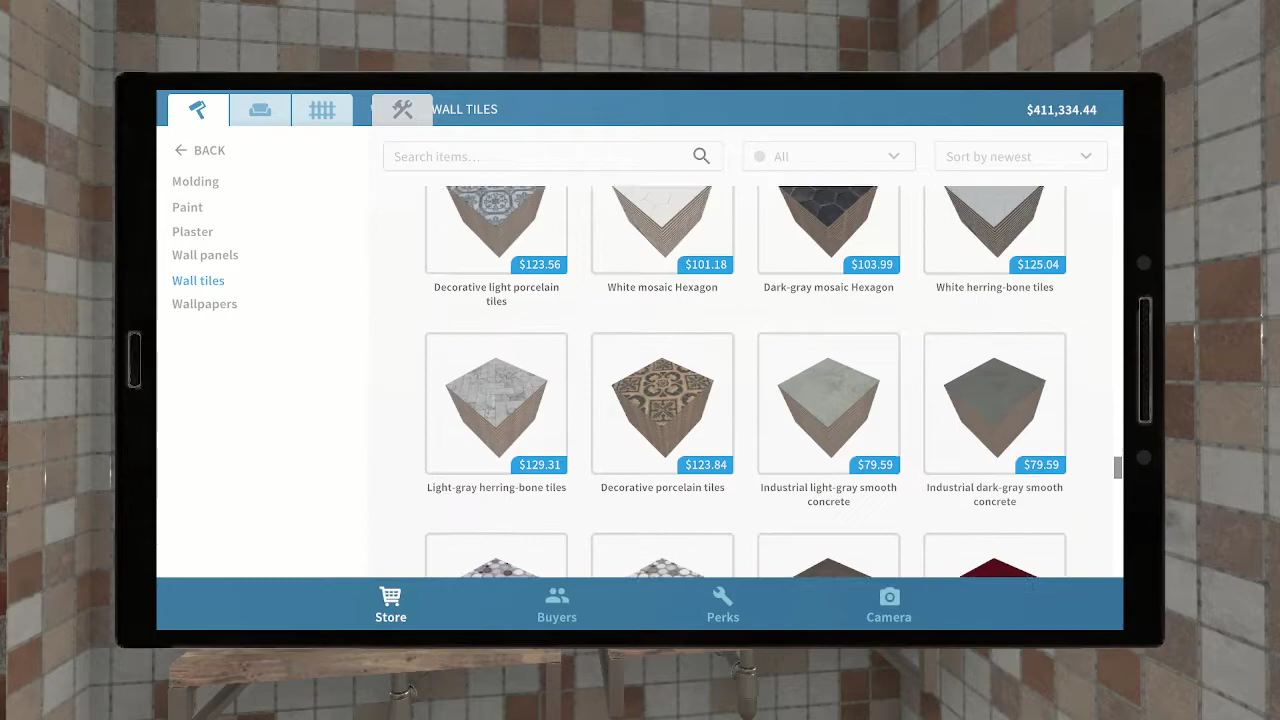 WALL TILES
$411,334.44
BACK
Search items...
All
Sort by newest
Molding
Paint
Plaster
Wall panels
Wall tiles
Wallpapers
$123.56
$101.18
$103.99
$125.04
Decorative light porcelain
tiles
White mosaic Hexagon
Dark-gray mosaic Hexagon
White herring-bone tiles
$129.31
$123.84
$79.59
$79.59
Light-gray herring-bone tiles
Decorative porcelain tiles
Industrial light-gray smooth
concrete
Industrial dark-gray smooth
concrete
Store
Buyers
Perks
Camera